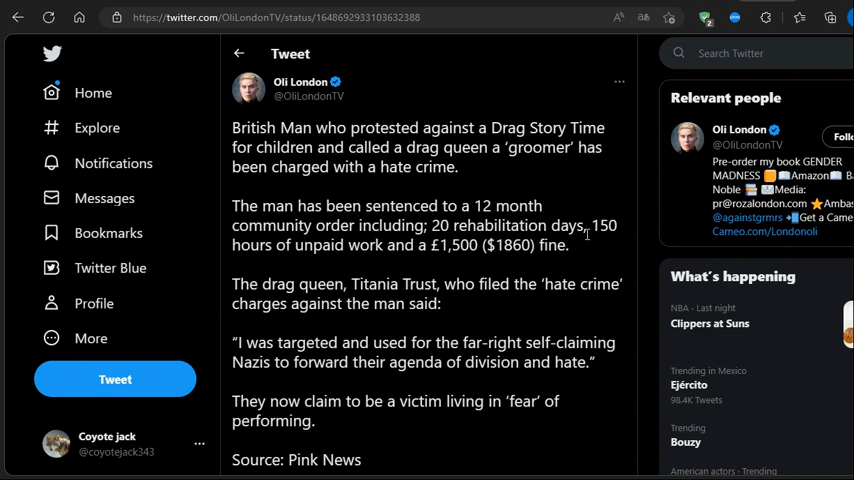 https://twitter.com/OliLondonTV/status/1648692933103632388
2
Tweet
Search Twitter
Home
Explore
Notifications
Messages
Bookmarks
Twitter Blue
Profile
More
Tweet
Coyote jack
@coyotejack343
Oli London
@OliLondonTV
British Man who protested against a Drag Story Time
for children and called a drag queen a ‘groomer’ has
been charged with a hate crime.
The man has been sentenced to a 12 month
community order including; 20 rehabilitation days, 150
hours of unpaid work and a £1,500 ($1860) fine.
The drag queen, Titania Trust, who filed the ‘hate crime’
charges against the man said:
“I was targeted and used for the far-right self-claiming
Nazis to forward their agenda of division and hate.”
They now claim to be a victim living in ‘fear’ of
performing.
Source: Pink News
Relevant people
Oli London
@OliLondonTV
Follo
Pre-order my book GENDER
MADNESS Amazon Ba
Noble Media:
pr@rozalondon.com Ambas
@againstgrmrs Get a Came
Cameo.com/Londonoli
What’s happening
NBA · Last night
Clippers at Suns
Trending in Mexico
Ejército
98.4K Tweets
Trending
Bouzy
American actors · Trending